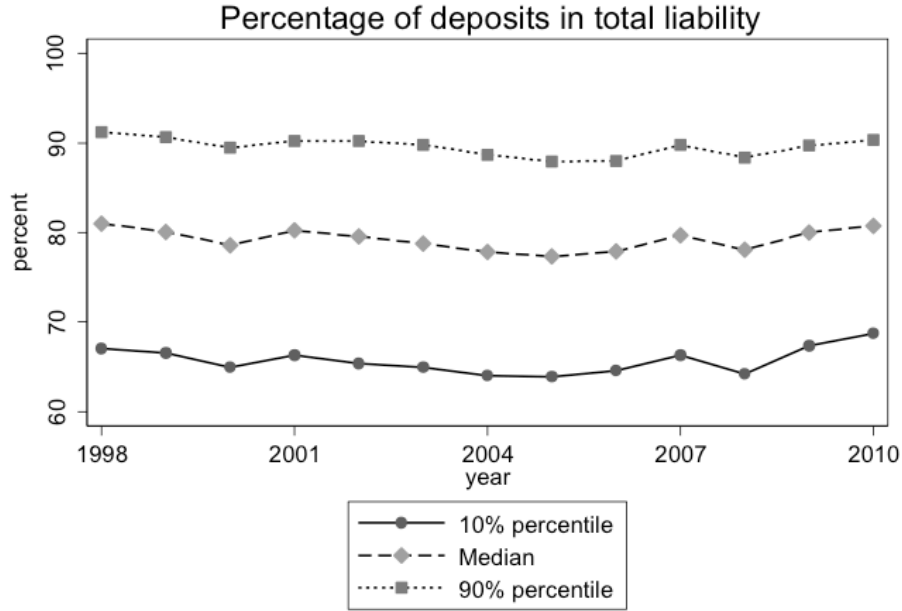 Percentage of deposits in total liability
percent
100
90
80
70
60
1998 2001 2004 2007 2010
year
10% percentile
Median
90% percentile